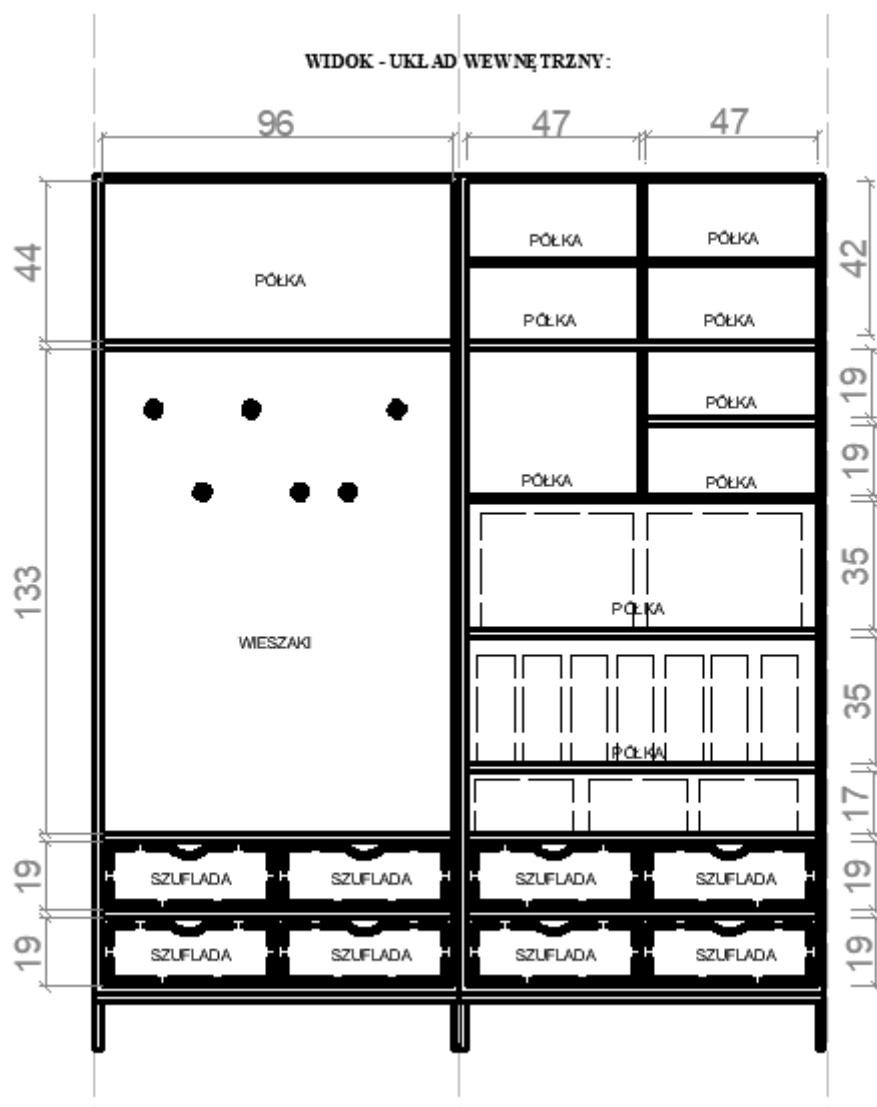 WIDOK - UKŁAD WEWNĘTRZNY:
96 47 47
44 42
PÓŁKA PÓŁKA
PÓŁKA
PÓŁKA PÓŁKA
19
PÓŁKA
19
PÓŁKA PÓŁKA
133 35
PÓŁKA
WIESZAKI
35
PÓŁKA
17
19 SZUFLADA SZUFLADA SZUFLADA SZUFLADA 19
19 SZUFLADA SZUFLADA SZUFLADA SZUFLADA 19